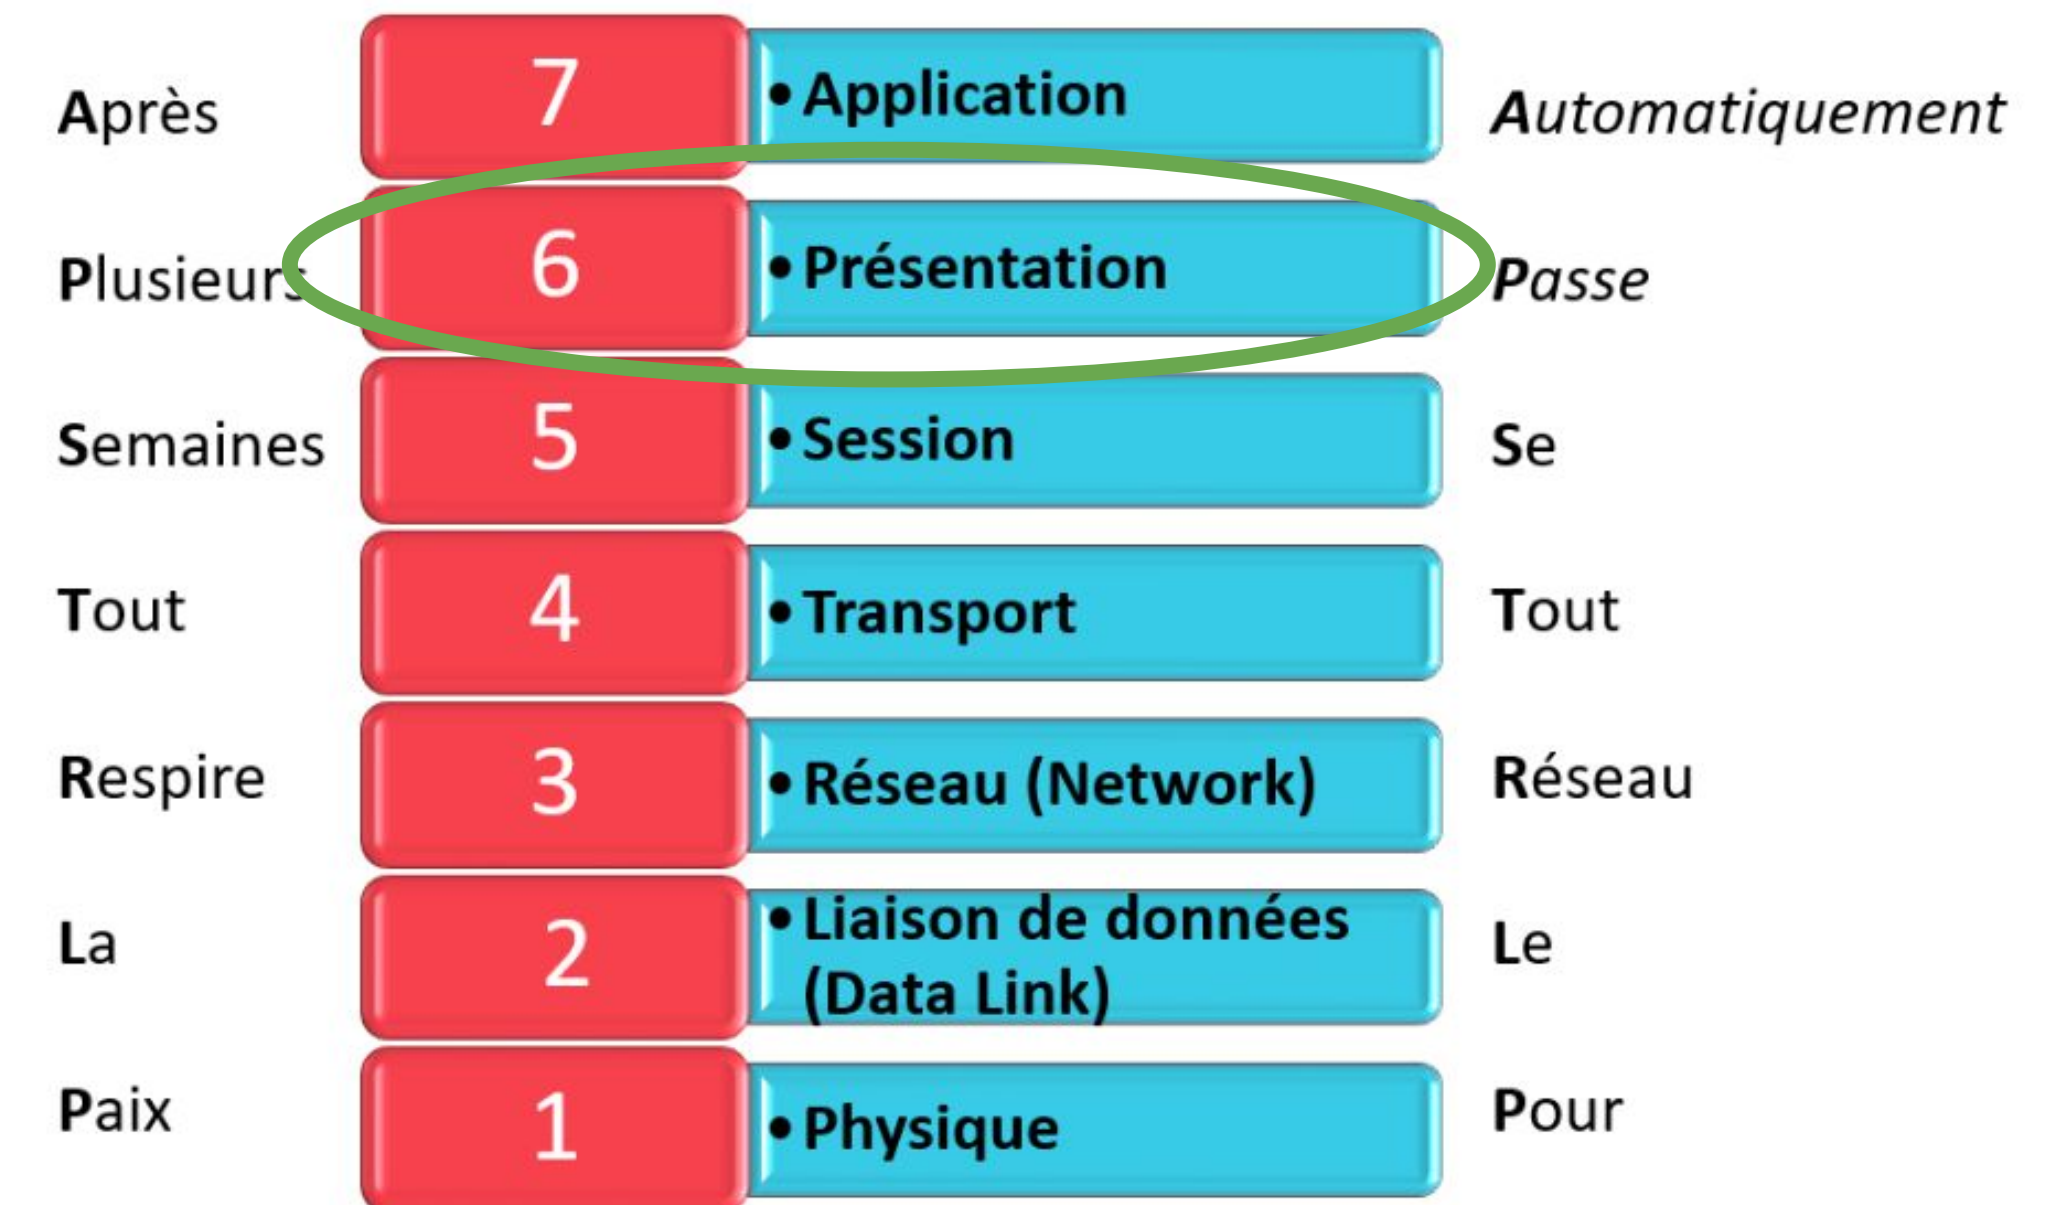 Après 7 • Application Automatiquement
Plusieurs 6 • Présentation Passe
Semaines 5 • Session Se
Tout 4 • Transport Tout
Respire 3 • Réseau (Network) Réseau
La 2 • Liaison de données Le
(Data Link)
Paix 1 • Physique Pour